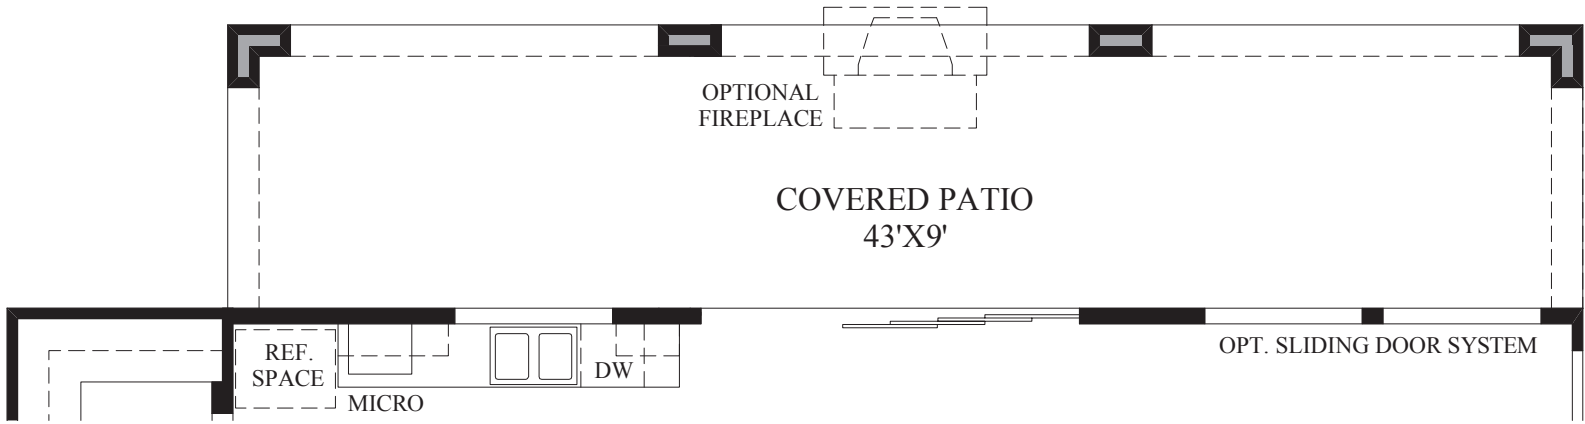 OPTIONAL
FIREPLACE
COVERED PATIO
43'X9'
OPT. SLIDING DOOR SYSTEM
REF.
SPACE
DW
MICRO